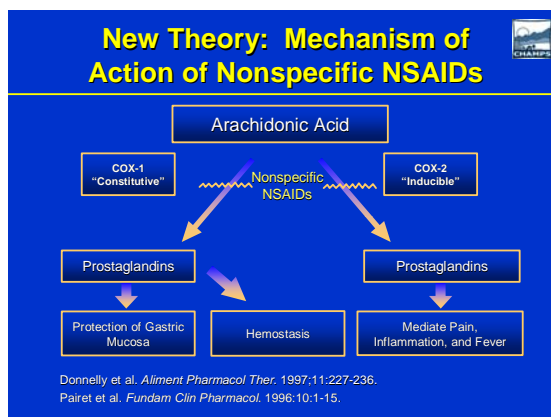 New Theory: Mechanism of
Action of Nonspecific NSAIDs
CHAMPS
Arachidonic Acid
COX-1
“Constitutive”
Nonspecific
NSAIDs
COX-2
“Inducible”
Prostaglandins
Prostaglandins
Protection of Gastric
Mucosa
Hemostasis
Mediate Pain,
Inflammation, and Fever
Donnelly et al. Aliment Pharmacol Ther. 1997;11:227-236.
Pairet et al. Fundam Clin Pharmacol. 1996:10:1-15.